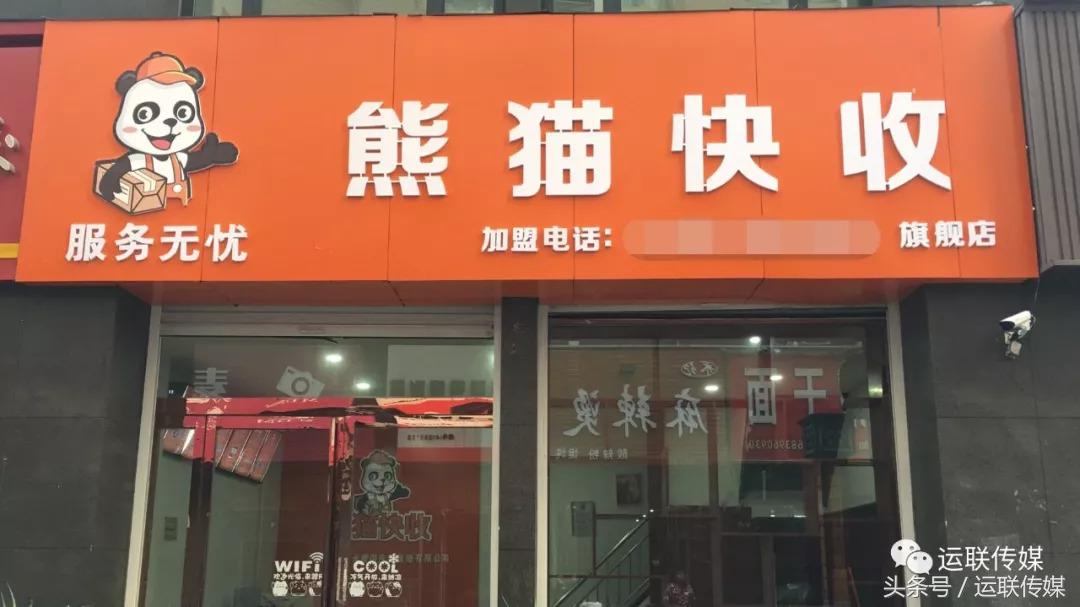 熊猫快收
服务无忧
加盟电话:
旗舰店
干面
麻辣烫
猫快收
WIFI
COOL
运联传媒
头条号 / 运联传媒